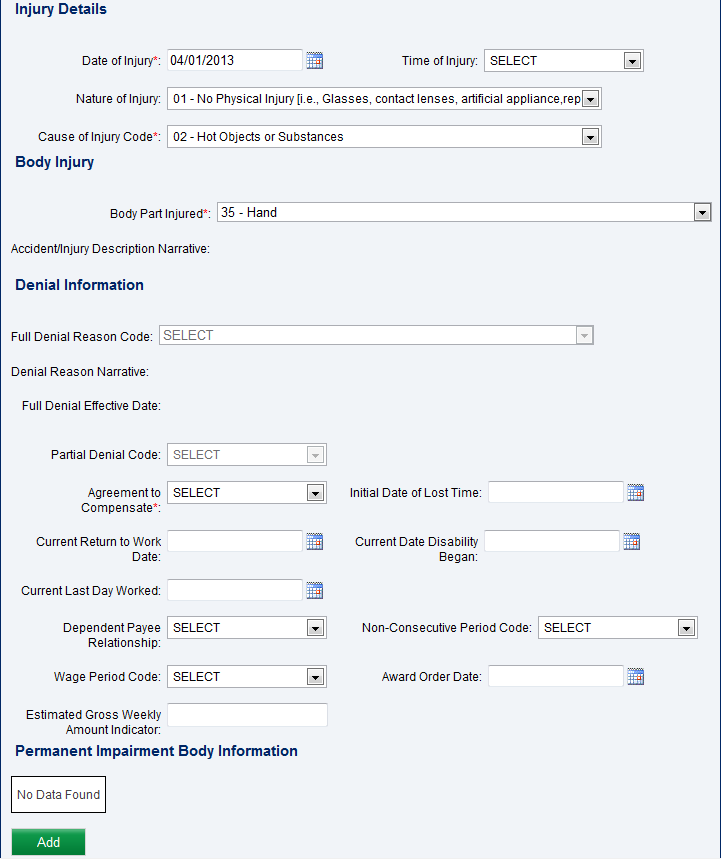 Injury Details
Date of Injury*: 04/01/2013 Time of Injury: SELECT
Nature of Injury: 01 - No Physical Injury [i.e., Glasses, contact lenses, artificial appliance,rep
Cause of Injury Code*: 02 - Hot Objects or Substances
Body Injury
Body Part Injured*: 35 - Hand
Accident/Injury Description Narrative:
Denial Information
Full Denial Reason Code: SELECT
Denial Reason Narrative:
Full Denial Effective Date:
Partial Denial Code: SELECT
Agreement to Compensate*: SELECT Initial Date of Lost Time:
Current Return to Work Date: Current Date Disability Began:
Current Last Day Worked:
Dependent Payee Relationship: SELECT Non-Consecutive Period Code: SELECT
Wage Period Code: SELECT Award Order Date:
Estimated Gross Weekly Amount Indicator:
Permanent Impairment Body Information
No Data Found
Add